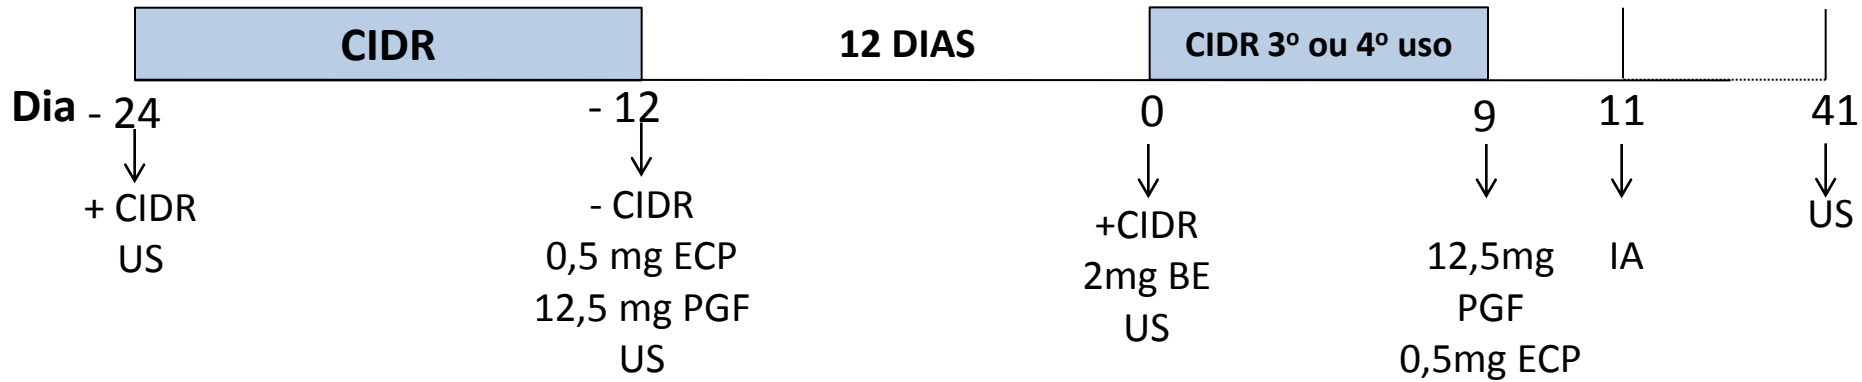 CIDR
12 DIAS
CIDR 3º ou 4º uso
Dia
- 24
- 12
0
9
11
41
+ CIDR
US
- CIDR
0,5 mg ECP
12,5 mg PGF
US
+CIDR
2mg BE
US
12,5mg
PGF
0,5mg ECP
IA
US